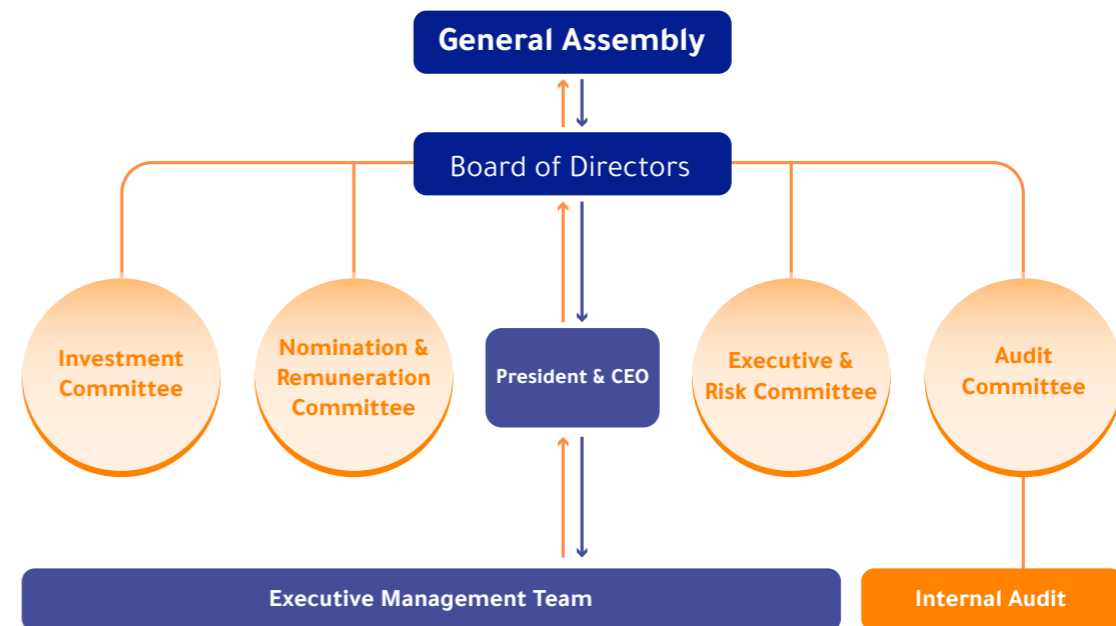 General Assembly
Board of Directors
Investment
Committee
Nomination &
Remuneration
Committee
President & CEO
Executive &
Risk Committee
Audit
Committee
Executive Management Team
Internal Audit